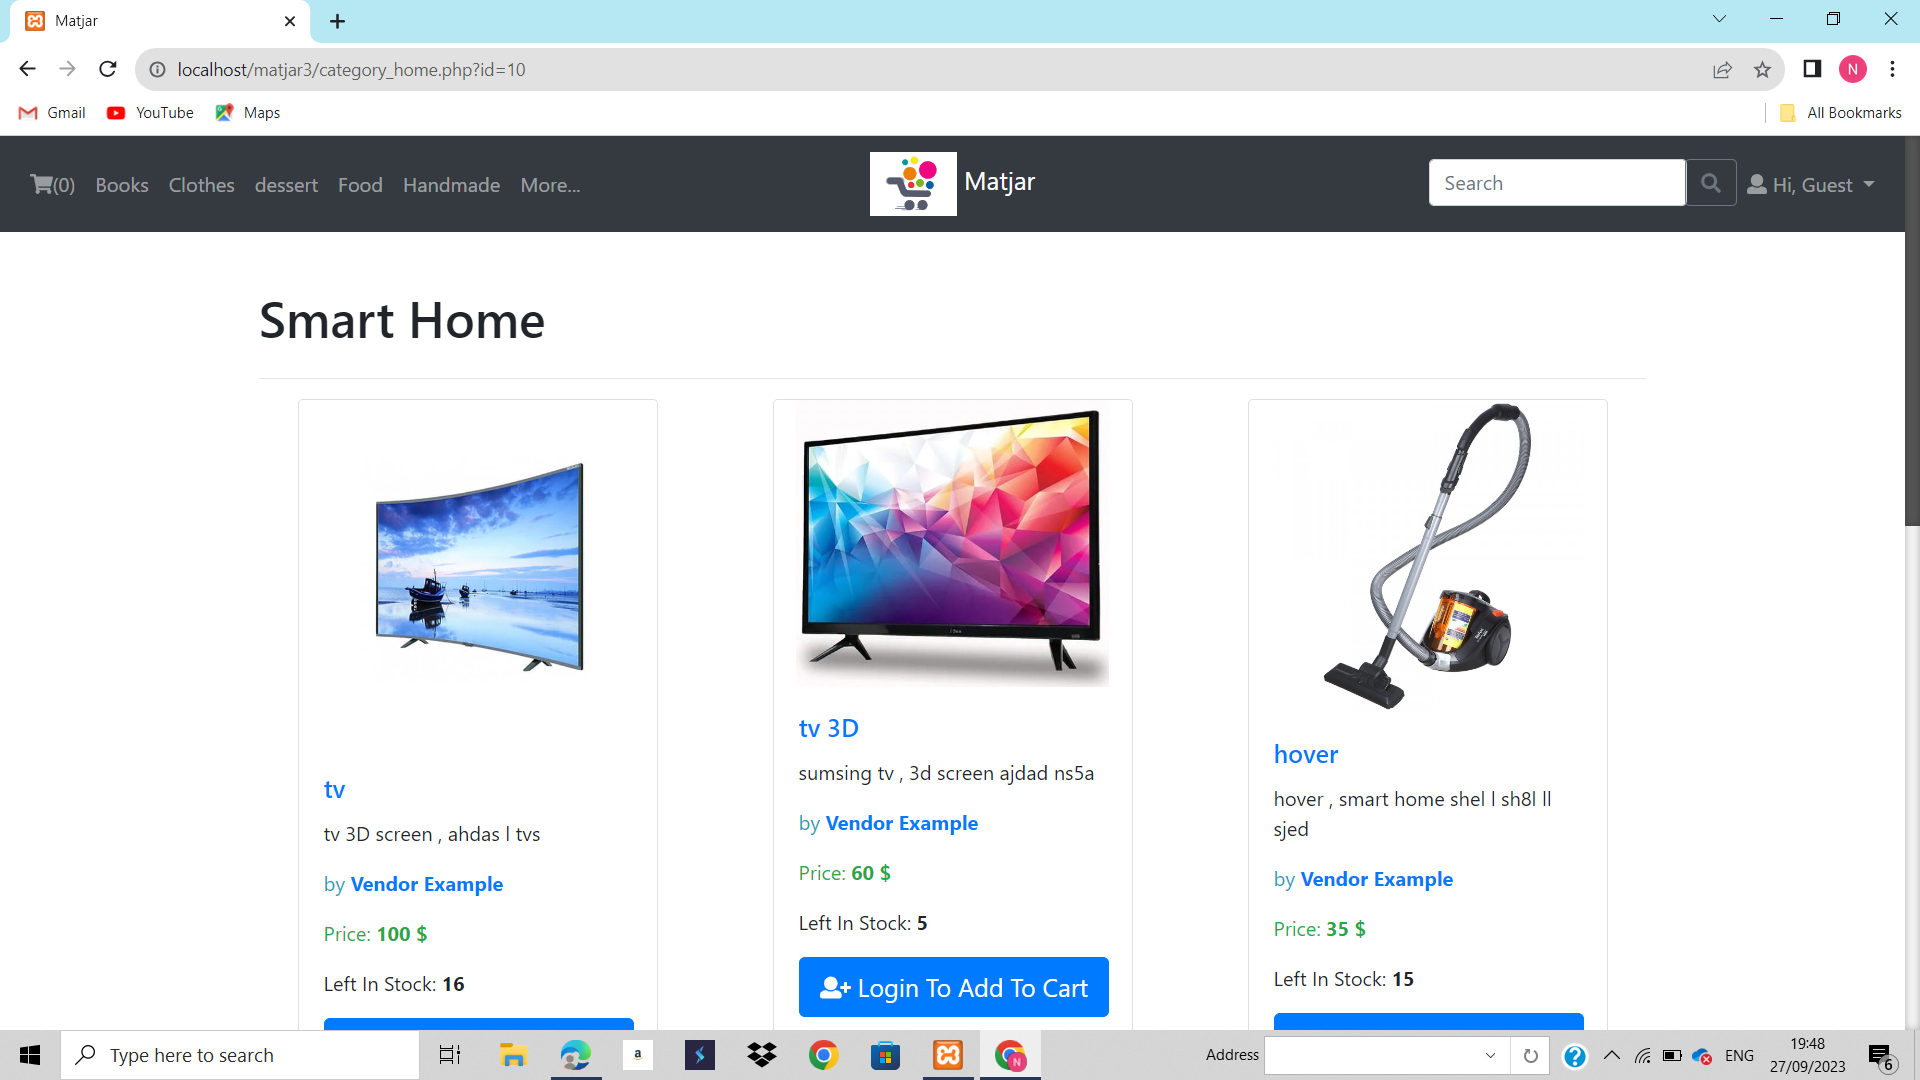 Matjar
localhost/matjar3/category_home.php?id=10
N
Gmail
YouTube
Maps
All Bookmarks
(0)
Books
Clothes
dessert
Food
Handmade
More...
Matjar
Search
Hi, Guest
Smart Home
tv
tv 3D screen , ahdas l tvs
by Vendor Example
Price: 100 $
Left In Stock: 16
tv 3D
sumsing tv , 3d screen ajdad ns5a
by Vendor Example
Price: 60 $
Left In Stock: 5
Login To Add To Cart
hover
hover , smart home shel l sh8l ll
sjed
by Vendor Example
Price: 35 $
Left In Stock: 15
Type here to search
a
N
Address
ENG
19:48
27/09/2023
6